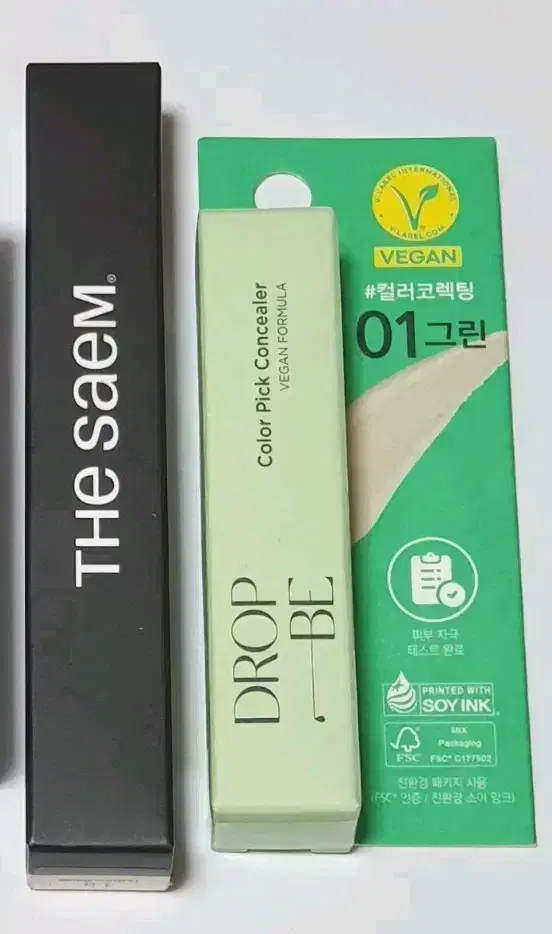 THE SAEM®
DROP
BE
Color Pick Concealer
VEGAN FORMULA
V-LABEL INTERNATIONAL
V-LABEL.COM
VEGAN
#컬러코렉팅
01 그린
피부 자극
테스트 완료
PRINTED WITH
SOY INK
FSC
MIX
Packaging
FSC® C177502
친환경 패키지 사용
(FSC® 인증 / 친환경 소이 잉크)